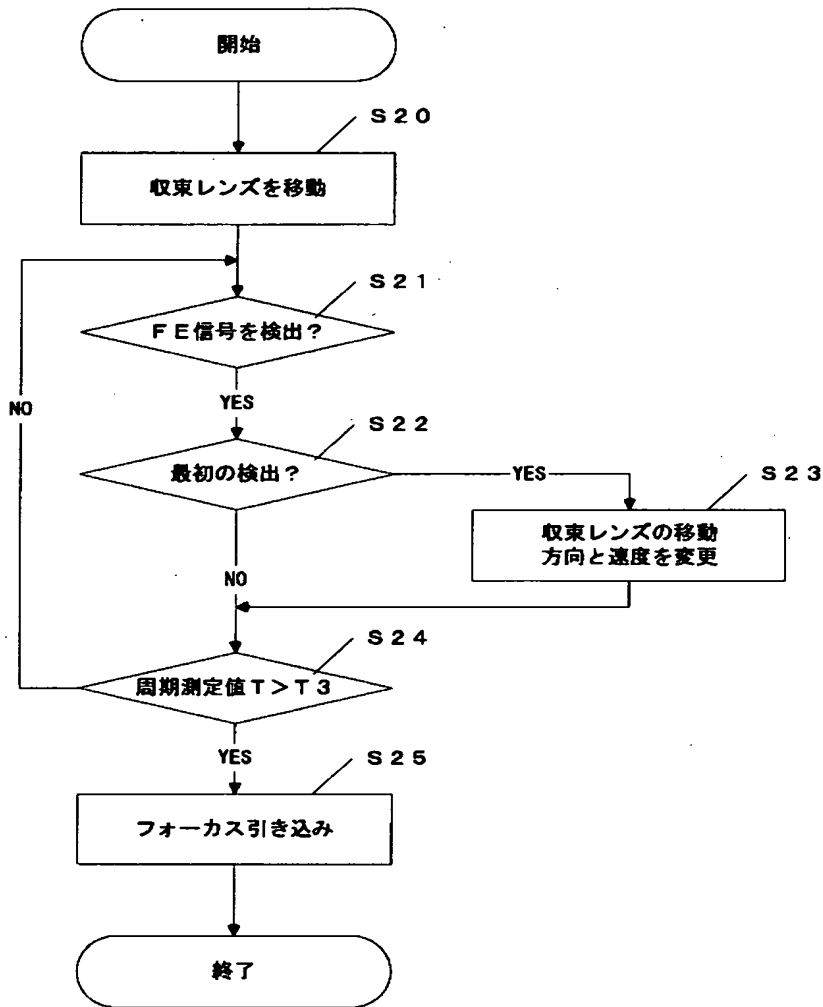 開始
S20
収束レンズを移動
S21
FE信号を検出?
NO
YES
S22
最初の検出?
YES
S23
収束レンズの移動
方向と速度を変更
NO
S24
周期測定値T>T3
YES
S25
フォーカス引き込み
終了